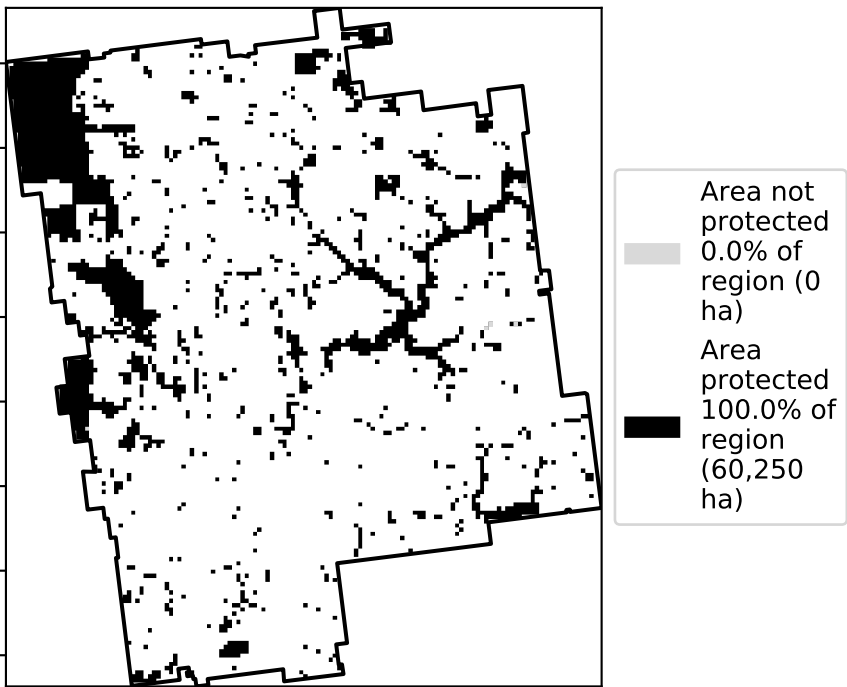 Area not
protected
0.0% of
region (0
ha)
Area
protected
100.0% of
region
(60,250
ha)